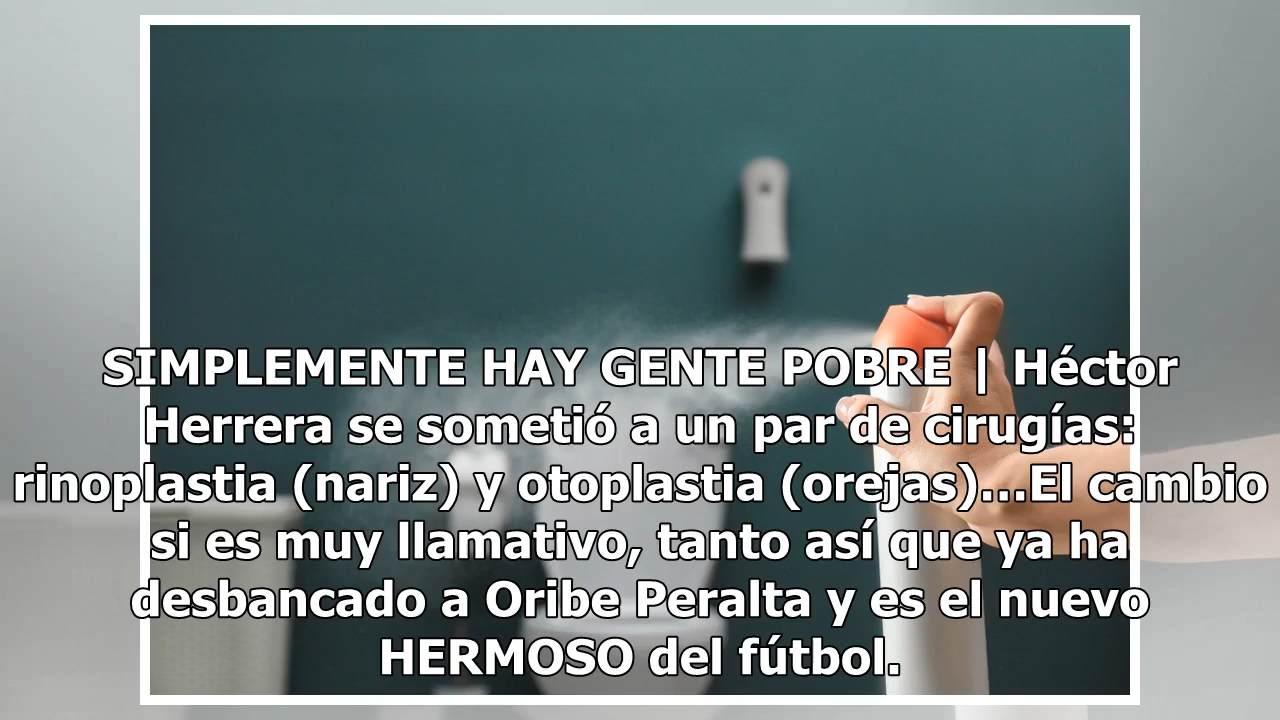 SIMPLEMENTE HAY GENTE POBRE | Héctor
Herrera se sometió a un par de cirugías:
rinoplastia (nariz) y otoplastia (orejas)...El cambio
si es muy llamativo, tanto así que ya ha
desbancado a Oribe Peralta y es el nuevo
HERMOSO del fútbol.